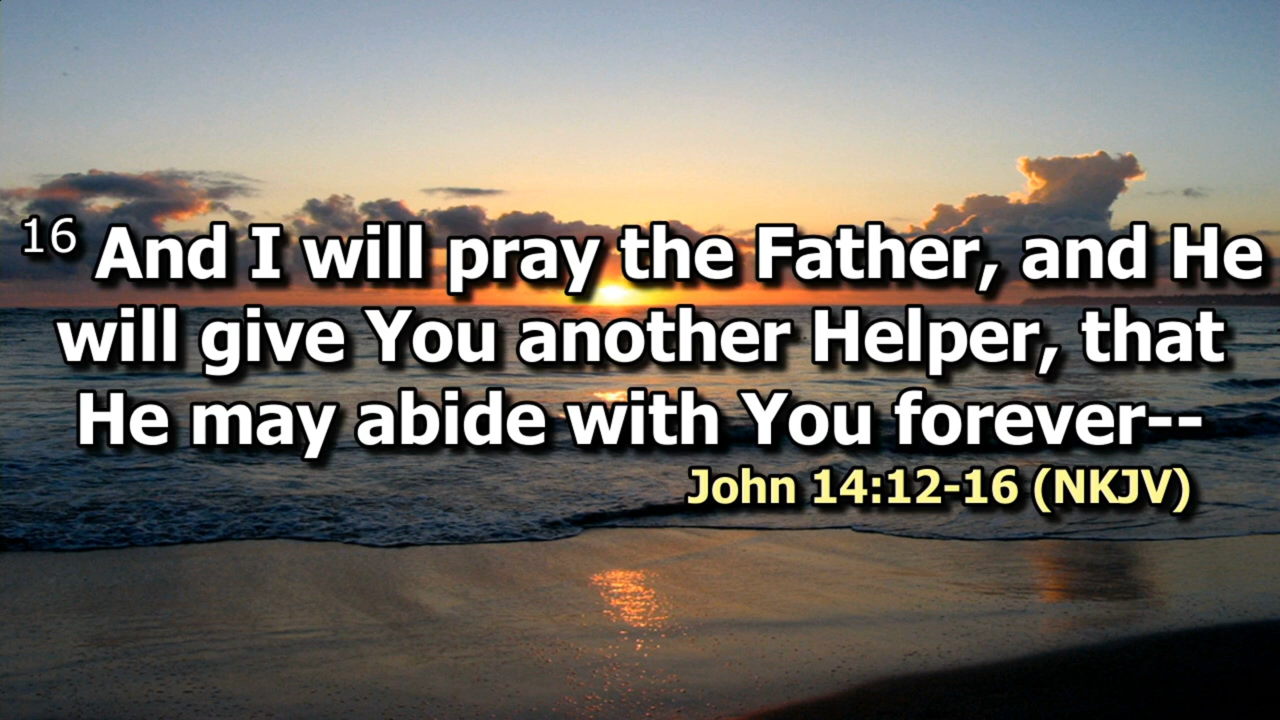 16 And I will pray the Father, and He
will give You another Helper, that
He may abide with You forever--
John 14:12-16 (NKJV)